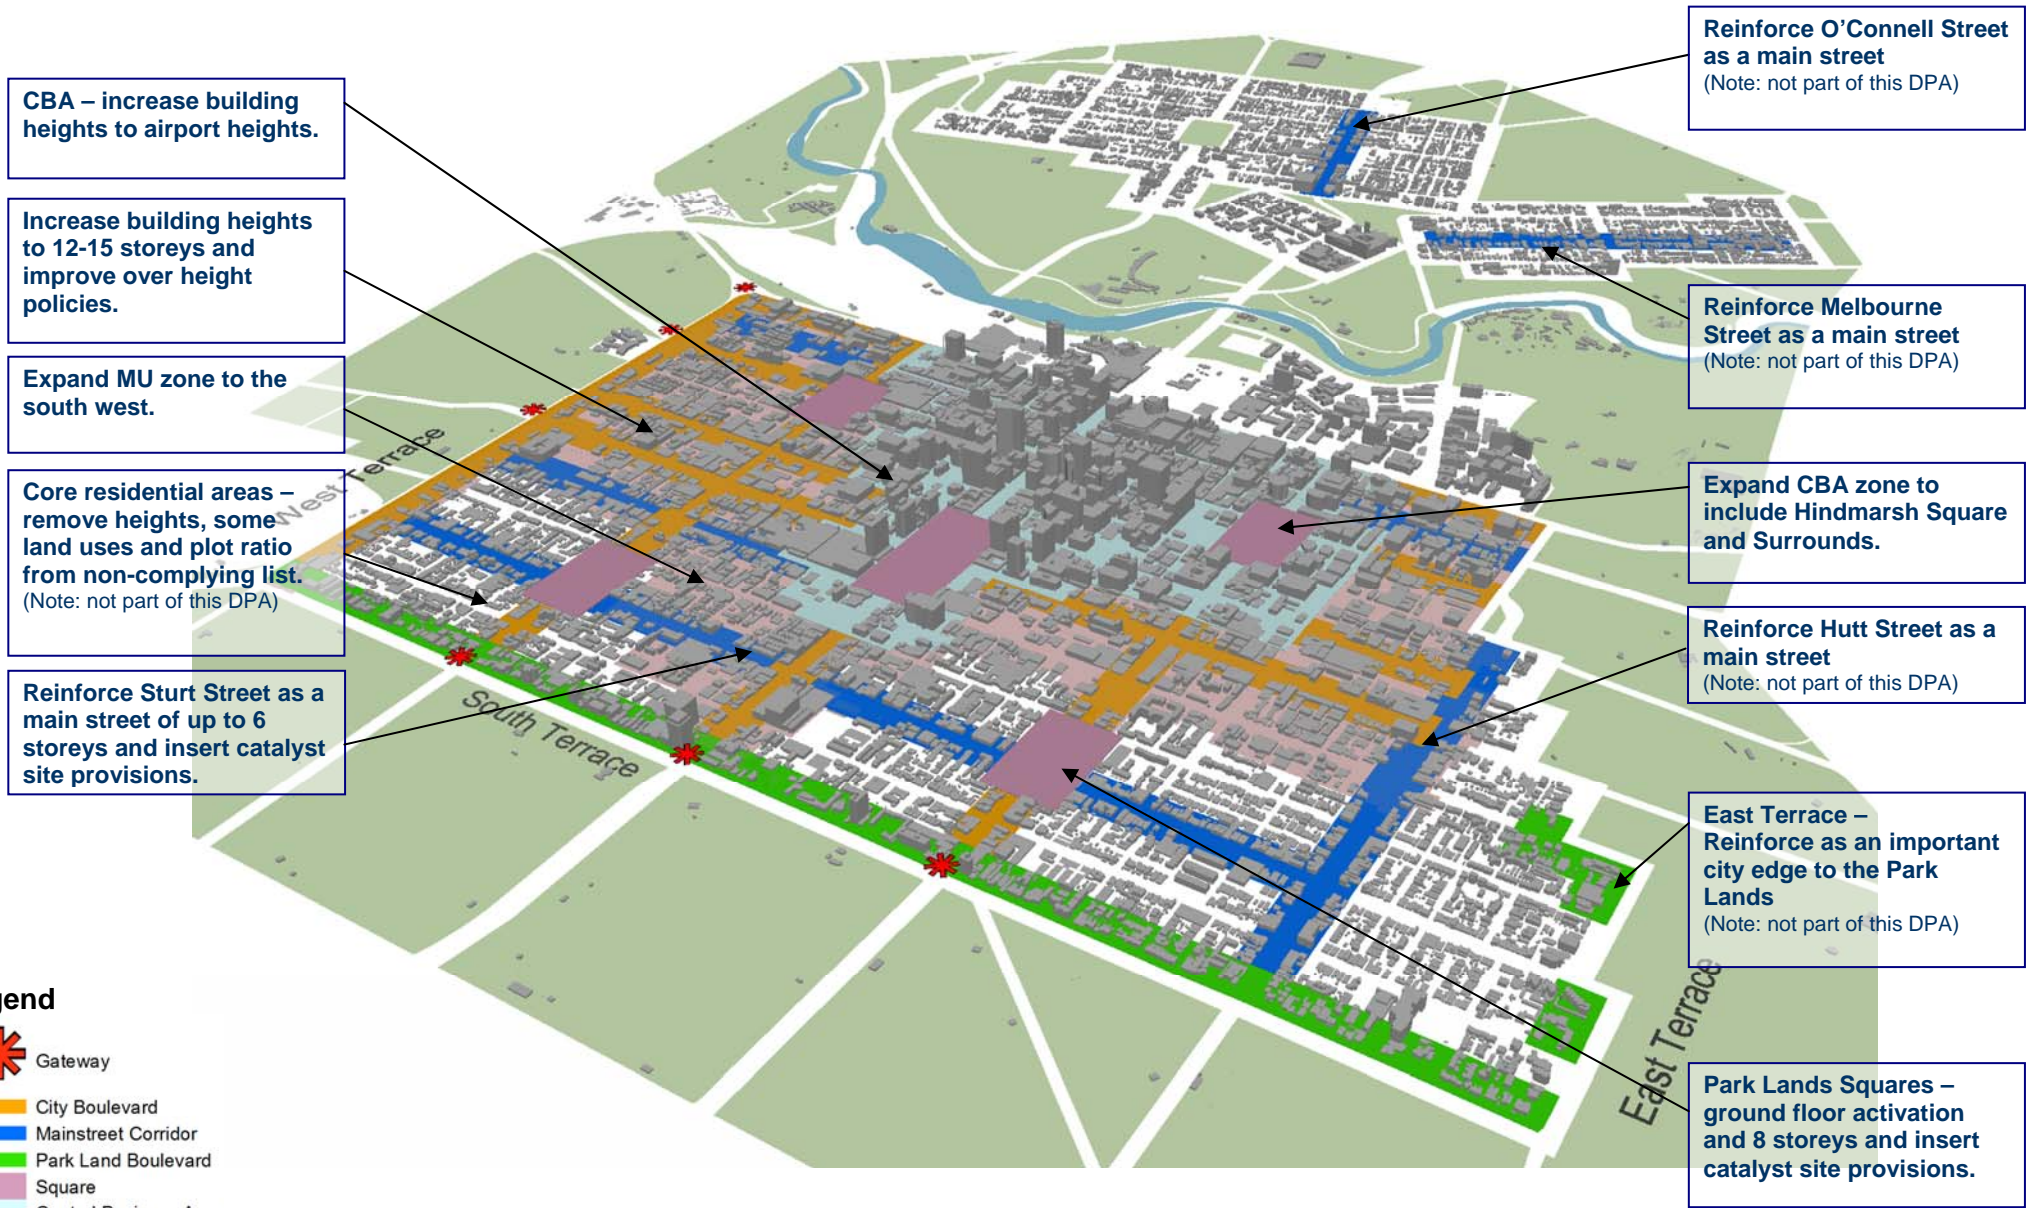 CBA – increase building
heights to airport heights.
Increase building heights
to 12-15 storeys and
improve over height
policies.
Expand MU zone to the
south west.
Core residential areas –
remove heights, some
land uses and plot ratio
from non-complying list.
(Note: not part of this DPA)
Reinforce Sturt Street as a
main street of up to 6
storeys and insert catalyst
site provisions.
West Terrace
South Terrace
East Terrace
Reinforce O’Connell Street
as a main street
(Note: not part of this DPA)
Reinforce Melbourne
Street as a main street
(Note: not part of this DPA)
Expand CBA zone to
include Hindmarsh Square
and Surrounds.
Reinforce Hutt Street as a
main street
(Note: not part of this DPA)
East Terrace –
Reinforce as an important
city edge to the Park
Lands
(Note: not part of this DPA)
Park Lands Squares –
ground floor activation
and 8 storeys and insert
catalyst site provisions.
gend
Gateway
City Boulevard
Mainstreet Corridor
Park Land Boulevard
Square